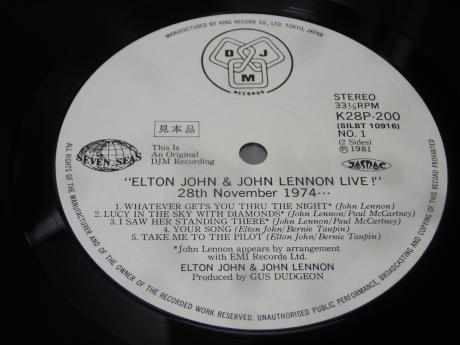 MANUFACTURED BY KING RECORD CO., LTD. TOKYO, JAPAN
D J M
RECORDS
STEREO
33⅓RPM
K28P-200
(SILBT 10916)
NO. 1
(2 Sides)
Ⓟ 1981
JASRAC
SEVEN SEAS
見本品
This Is
An Original
DJM Recording
"ELTON JOHN & JOHN LENNON LIVE!"
28th November 1974…
1. WHATEVER GETS YOU THRU THE NIGHT* (John Lennon)
2. LUCY IN THE SKY WITH DIAMONDS* (John Lennon/Paul McCartney)
3. I SAW HER STANDING THERE* (John Lennon/Paul McCartney)
4. YOUR SONG (Elton John/Bernie Taupin)
5. TAKE ME TO THE PILOT (Elton John/Bernie Taupin)
*John Lennon appears by arrangement
with EMI Records Ltd.
ELTON JOHN & JOHN LENNON
Produced by GUS DUDGEON
ALL RIGHTS OF THE MANUFACTURER AND OF THE OWNER OF THE RECORDED WORK RESERVED. UNAUTHORISED PUBLIC PERFORMANCE, BROADCASTING AND COPYING OF THIS RECORD PROHIBITED